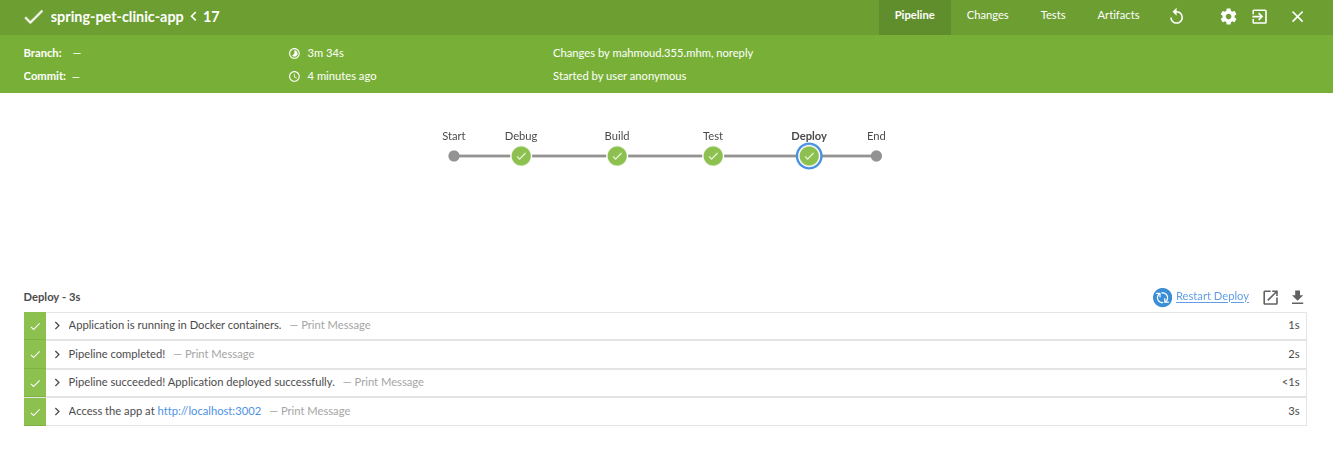 spring-pet-clinic-app < 17
Pipeline Changes Tests Artifacts
Branch: — 3m 34s Changes by mahmoud.355.mhm, noreply
Commit: — 4 minutes ago Started by user anonymous
Start Debug Build Test Deploy End
Deploy - 3s Restart Deploy
Application is running in Docker containers. — Print Message 1s
Pipeline completed! — Print Message 2s
Pipeline succeeded! Application deployed successfully. — Print Message <1s
Access the app at http://localhost:3002 — Print Message 3s